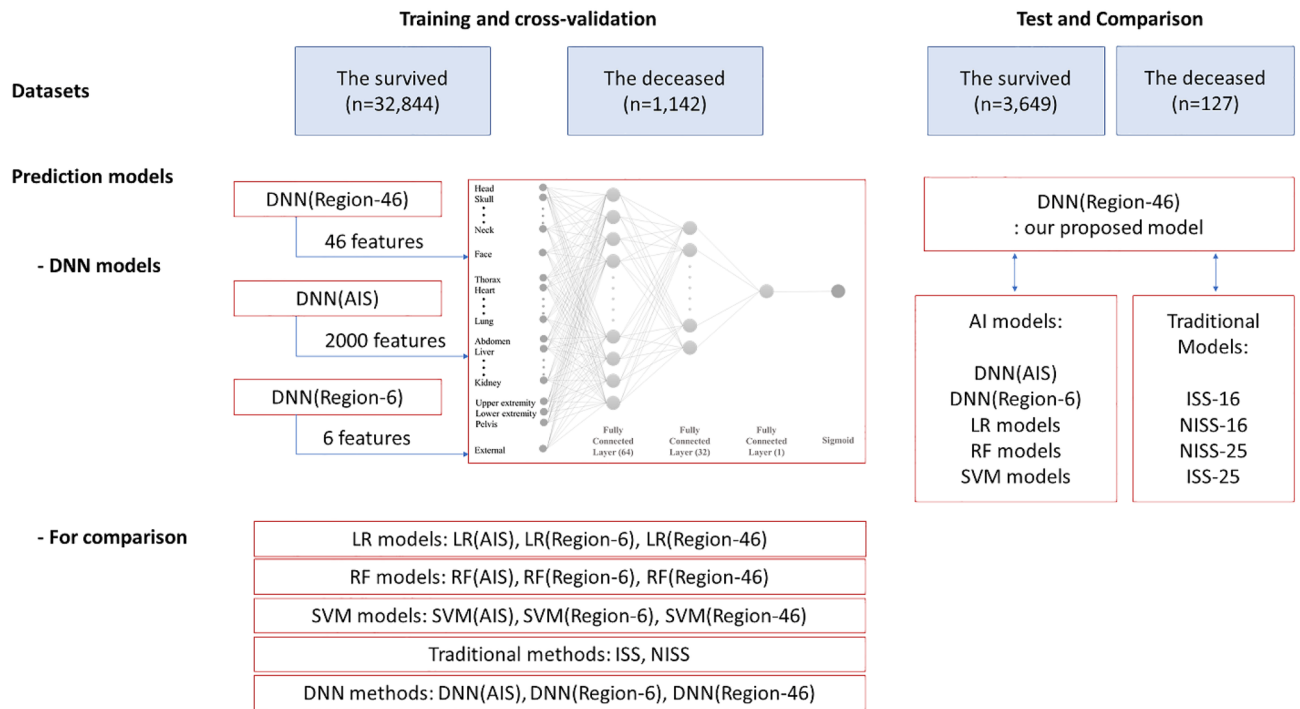 Training and cross-validation
Test and Comparison
Datasets
The survived
(n=32,844)
The deceased
(n=1,142)
The survived
(n=3,649)
The deceased
(n=127)
Prediction models
- DNN models
DNN(Region-46)
46 features
DNN(AIS)
2000 features
DNN(Region-6)
6 features
Head
Skull
Neck
Face
Thorax
Heart
Lung
Abdomen
Liver
Kidney
Upper extremity
Lower extremity
Pelvis
External
Fully
Connected
Layer (64)
Fully
Connected
Layer (32)
Fully
Connected
Layer (1)
Sigmoid
DNN(Region-46)
: our proposed model
AI models:
DNN(AIS)
DNN(Region-6)
LR models
RF models
SVM models
Traditional
Models:
ISS-16
NISS-16
NISS-25
ISS-25
- For comparison
LR models: LR(AIS), LR(Region-6), LR(Region-46)
RF models: RF(AIS), RF(Region-6), RF(Region-46)
SVM models: SVM(AIS), SVM(Region-6), SVM(Region-46)
Traditional methods: ISS, NISS
DNN methods: DNN(AIS), DNN(Region-6), DNN(Region-46)